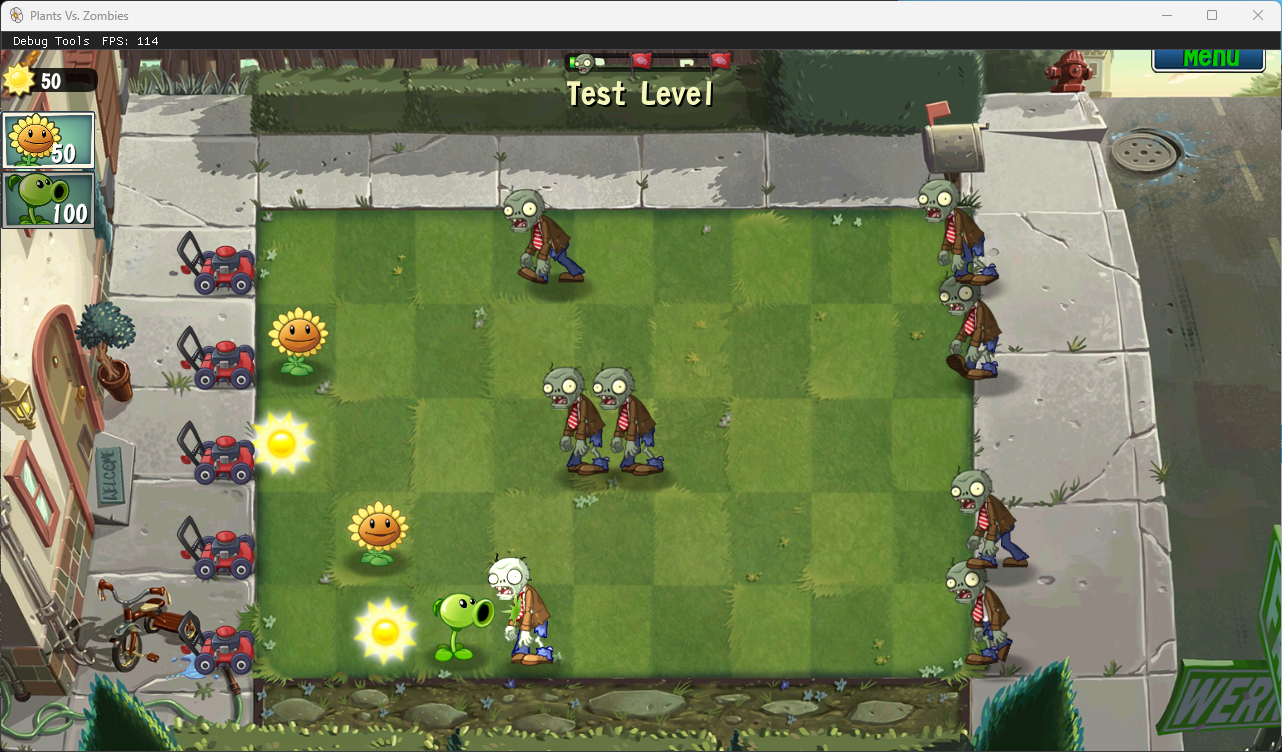 Plants Vs. Zombies
Debug Tools FPS: 114
50
Menu
Test Level
50
100
WELCOME